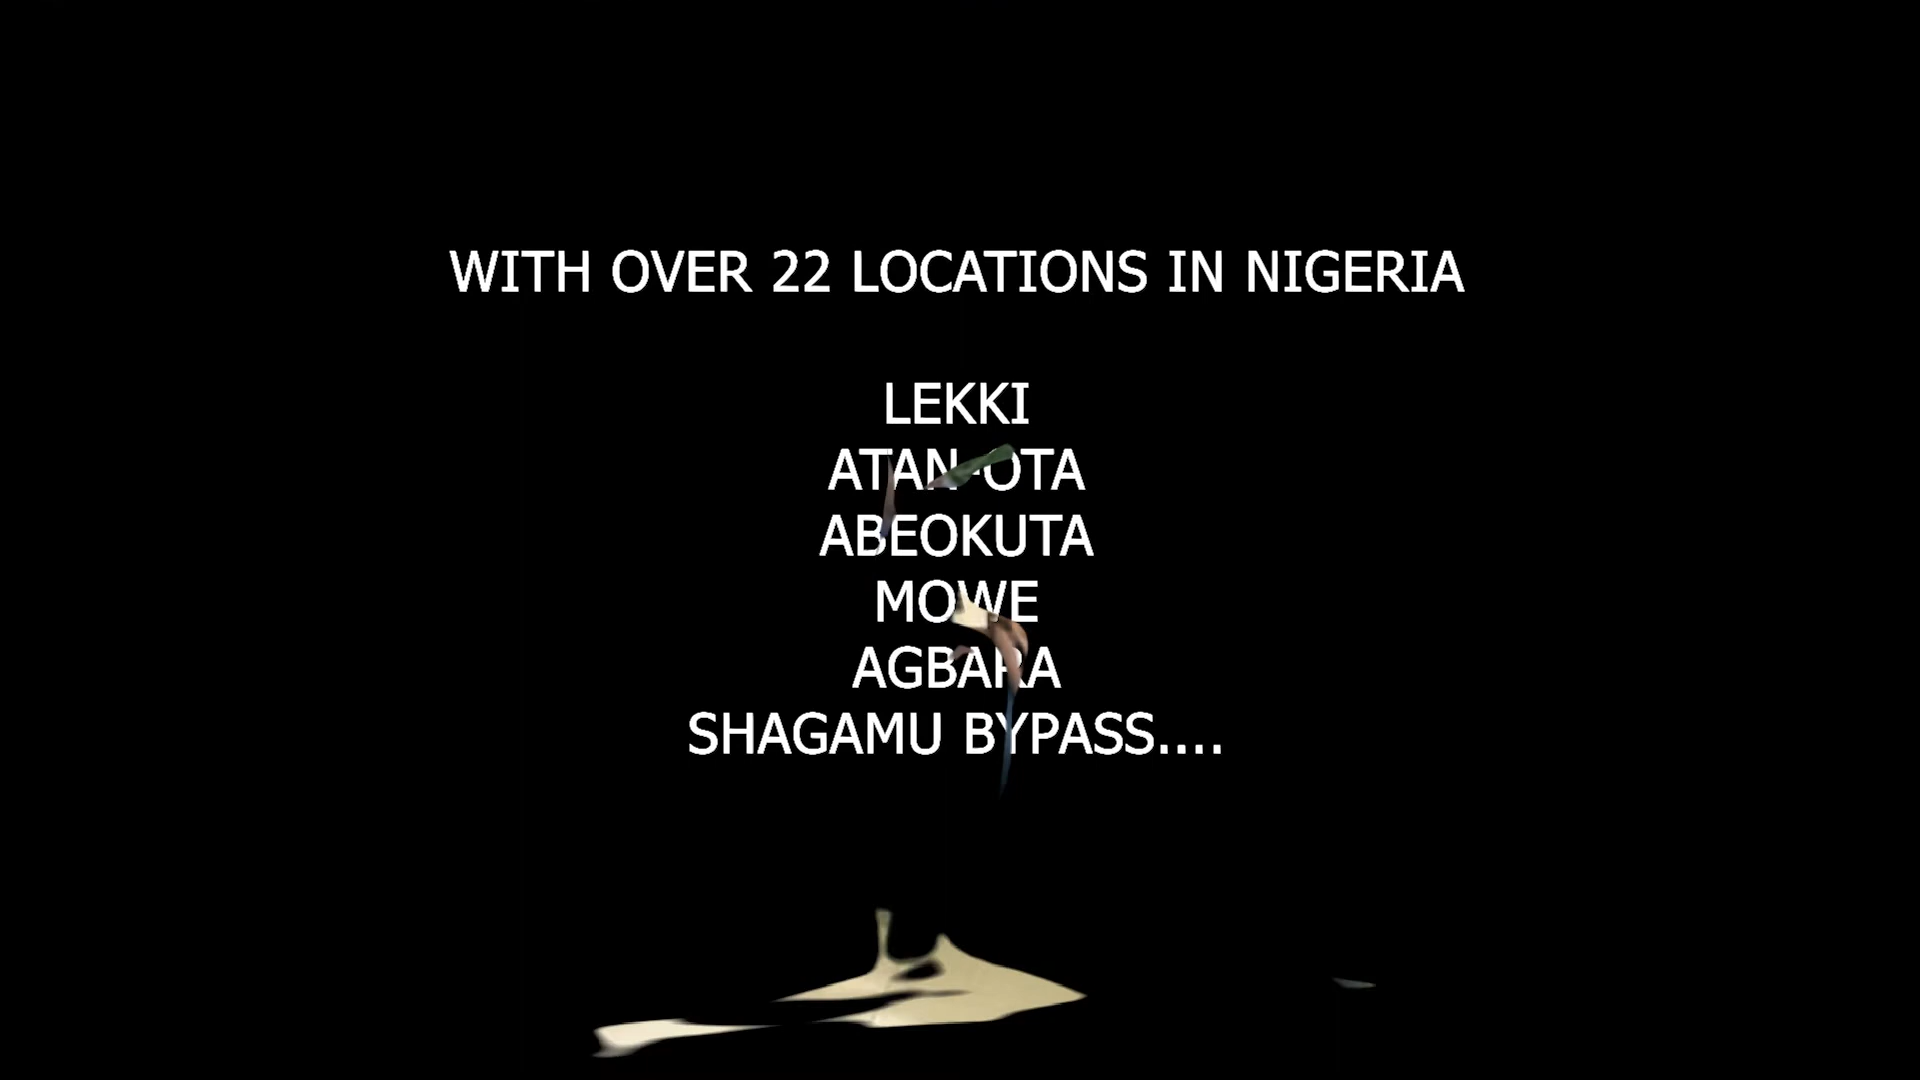 WITH OVER 22 LOCATIONS IN NIGERIA
LEKKI
ATAN-OTA
ABEOKUTA
MOWE
AGBARA
SHAGAMU BYPASS....